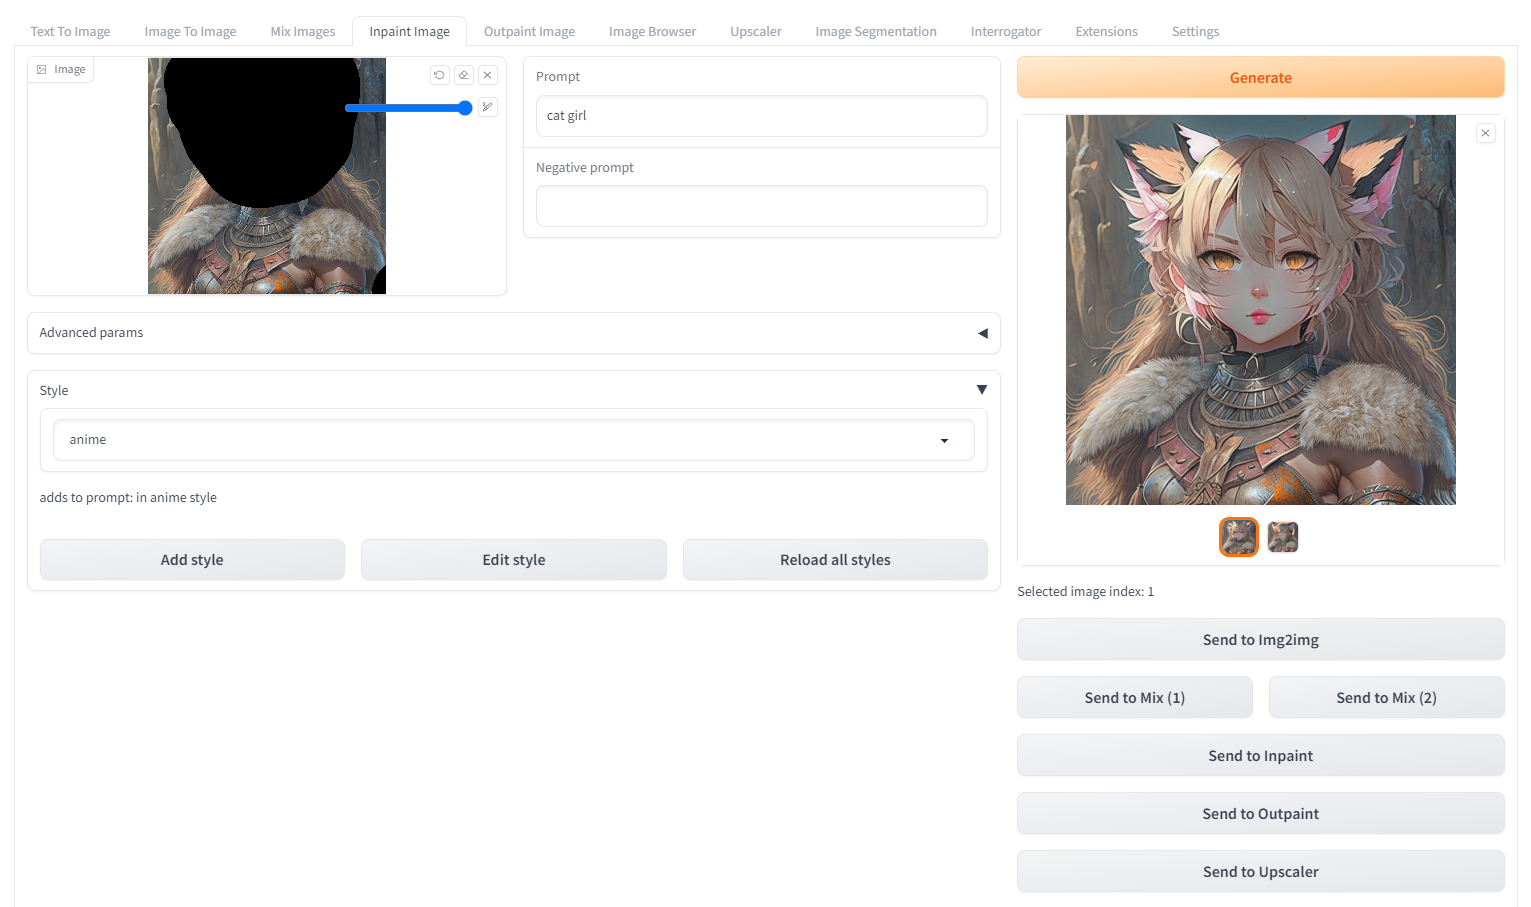 Text To Image
Image To Image
Mix Images
Inpaint Image
Outpaint Image
Image Browser
Upscaler
Image Segmentation
Interrogator
Extensions
Settings
Image
Prompt
cat girl
Negative prompt
Advanced params
Style
anime
adds to prompt: in anime style
Add style
Edit style
Reload all styles
Generate
Selected image index: 1
Send to Img2img
Send to Mix (1)
Send to Mix (2)
Send to Inpaint
Send to Outpaint
Send to Upscaler